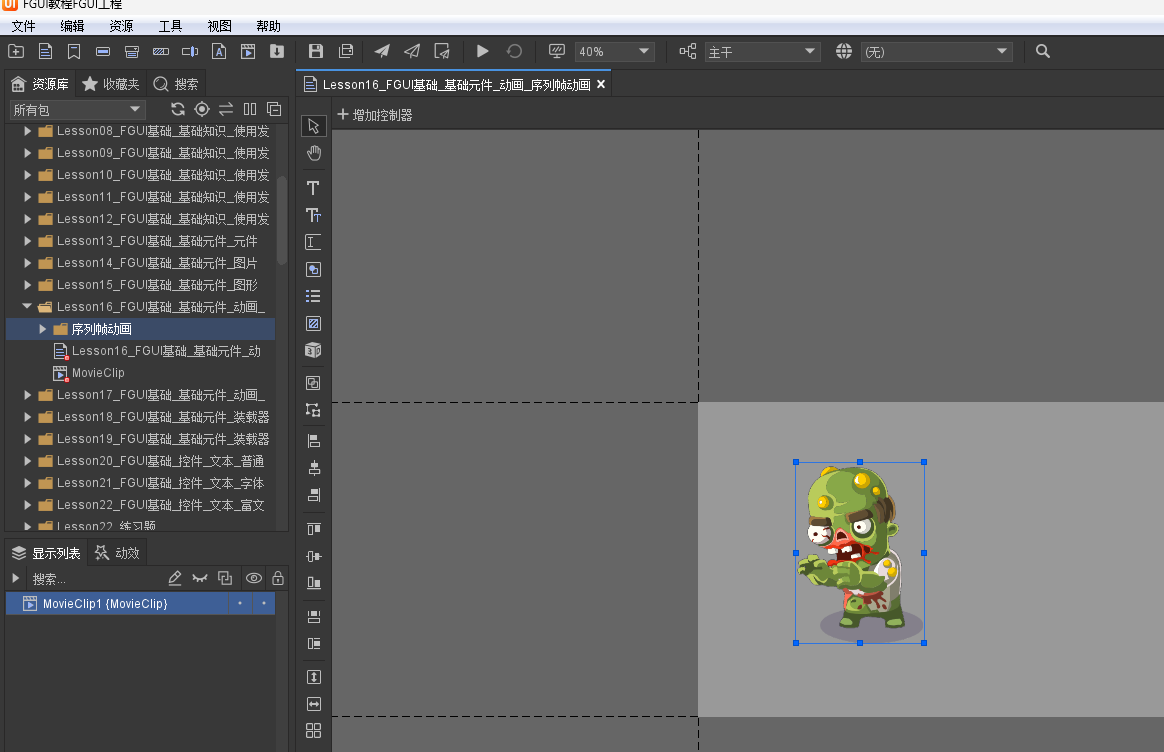 UI FGUI教程FGUI工程
文件 编辑 资源 工具 视图 帮助
40% 主干 (无)
资源库 收藏夹 搜索
Lesson16_FGUI基础_基础元件_动画_序列帧动画
所有包
增加控制器
Lesson08_FGUI基础_基础知识_使用发
Lesson09_FGUI基础_基础知识_使用发
Lesson10_FGUI基础_基础知识_使用发
Lesson11_FGUI基础_基础知识_使用发
Lesson12_FGUI基础_基础知识_使用发
Lesson13_FGUI基础_基础元件_元件
Lesson14_FGUI基础_基础元件_图片
Lesson15_FGUI基础_基础元件_图形
Lesson16_FGUI基础_基础元件_动画_
序列帧动画
Lesson16_FGUI基础_基础元件_动
MovieClip
Lesson17_FGUI基础_基础元件_动画_
Lesson18_FGUI基础_基础元件_装载器
Lesson19_FGUI基础_基础元件_装载器
Lesson20_FGUI基础_控件_文本_普通
Lesson21_FGUI基础_控件_文本_字体
Lesson22_FGUI基础_控件_文本_富文
Lesson22_练习题
显示列表 动效
搜索...
MovieClip1 {MovieClip}